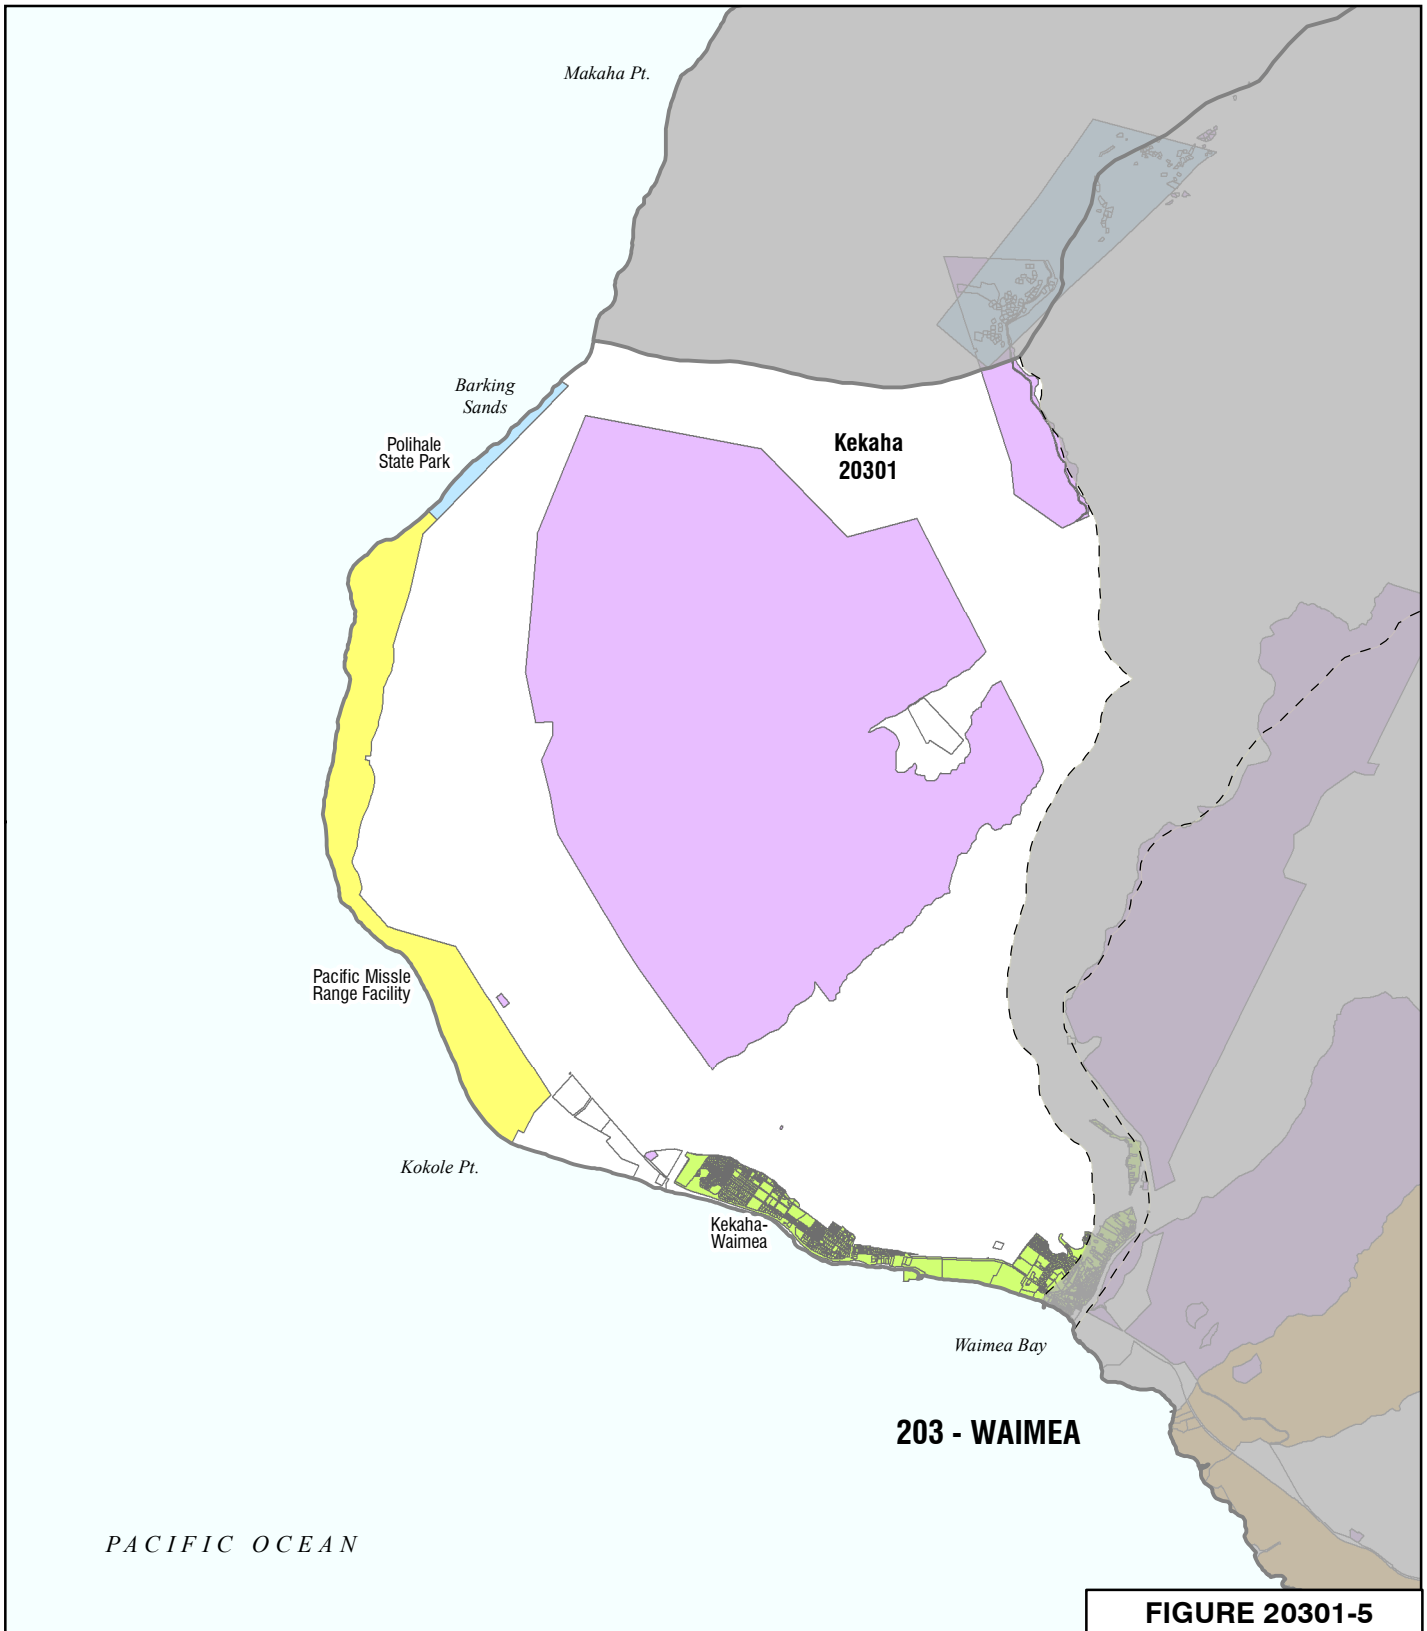 Makaha Pt.
Barking
Sands
Polihale
State Park
Kekaha
20301
Pacific Missle
Range Facility
Kokole Pt.
Kekaha-
Waimea
Waimea Bay
203 - WAIMEA
PACIFIC OCEAN
FIGURE 20301-5